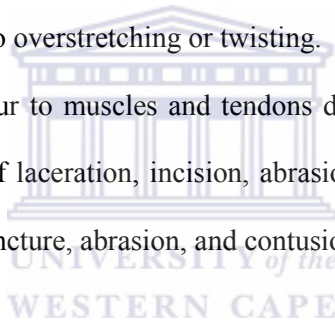 o overstretching or twisting.
ur to muscles and tendons d
f laceration, incision, abrasio
ncture, abrasion, and contusio
UNIVERSITY of the
WESTERN CAPE